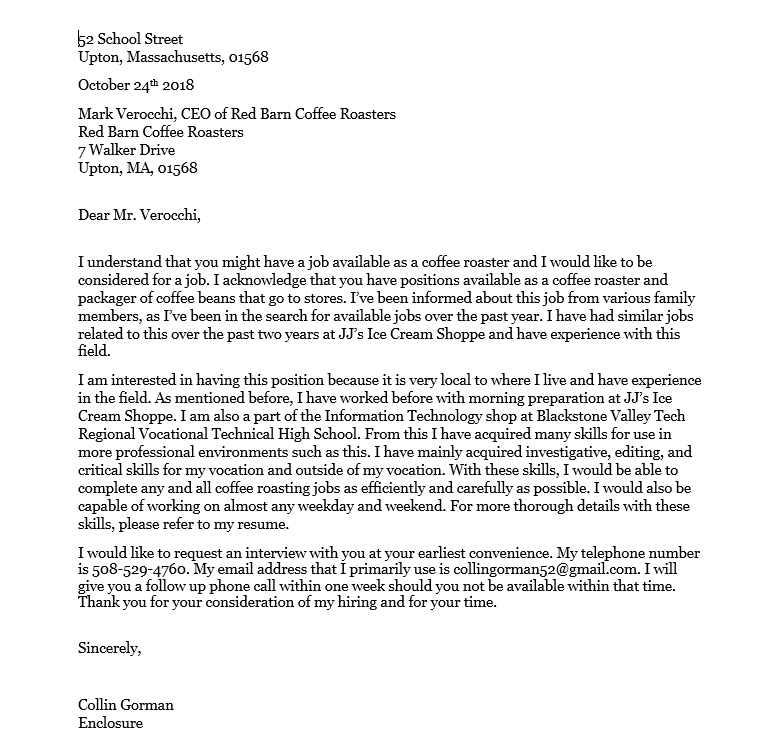 52 School Street
Upton, Massachusetts, 01568
October 24th 2018
Mark Verocchi, CEO of Red Barn Coffee Roasters
Red Barn Coffee Roasters
7 Walker Drive
Upton, MA, 01568
Dear Mr. Verocchi,
I understand that you might have a job available as a coffee roaster and I would like to be
considered for a job. I acknowledge that you have positions available as a coffee roaster and
packager of coffee beans that go to stores. I’ve been informed about this job from various family
members, as I’ve been in the search for available jobs over the past year. I have had similar jobs
related to this over the past two years at JJ’s Ice Cream Shoppe and have experience with this
field.
I am interested in having this position because it is very local to where I live and have experience
in the field. As mentioned before, I have worked before with morning preparation at JJ’s Ice
Cream Shoppe. I am also a part of the Information Technology shop at Blackstone Valley Tech
Regional Vocational Technical High School. From this I have acquired many skills for use in
more professional environments such as this. I have mainly acquired investigative, editing, and
critical skills for my vocation and outside of my vocation. With these skills, I would be able to
complete any and all coffee roasting jobs as efficiently and carefully as possible. I would also be
capable of working on almost any weekday and weekend. For more thorough details with these
skills, please refer to my resume.
I would like to request an interview with you at your earliest convenience. My telephone number
is 508-529-4760. My email address that I primarily use is collingorman52@gmail.com. I will
give you a follow up phone call within one week should you not be available within that time.
Thank you for your consideration of my hiring and for your time.
Sincerely,
Collin Gorman
Enclosure